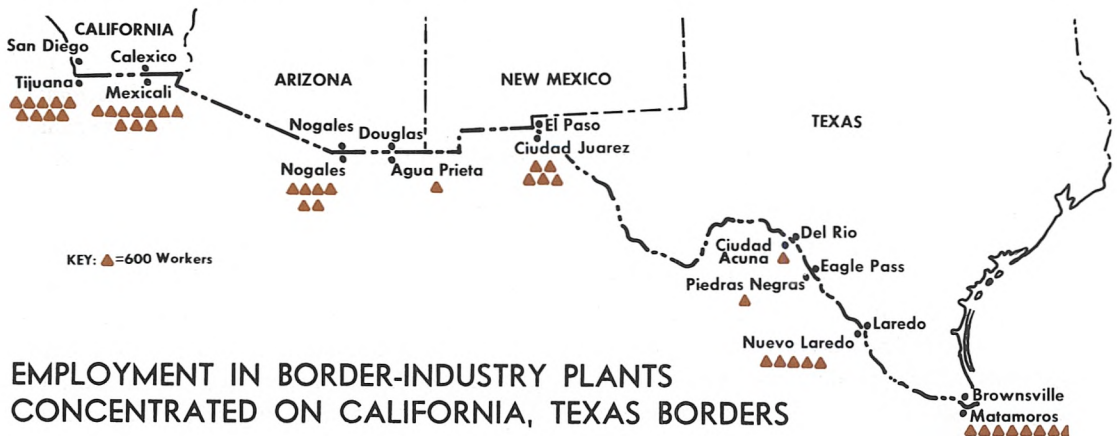 CALIFORNIA
San Diego
Calexico
Tijuana
Mexicali
ARIZONA
NEW MEXICO
TEXAS
Nogales
Douglas
El Paso
Ciudad Juarez
Nogales
Agua Prieta
Ciudad
Acuna
Del Rio
KEY: =600 Workers
Eagle Pass
Piedras Negras
Laredo
Nuevo Laredo
EMPLOYMENT IN BORDER-INDUSTRY PLANTS
CONCENTRATED ON CALIFORNIA, TEXAS BORDERS
Brownsville
Matamoros